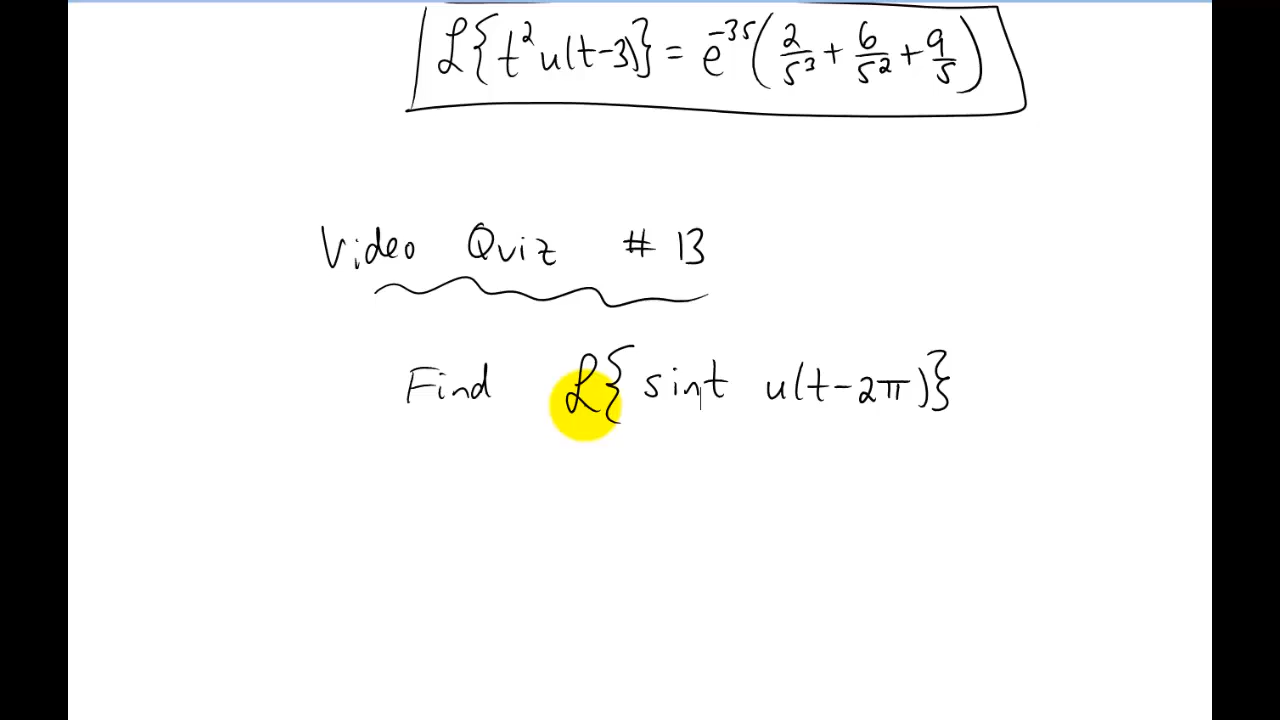 ℒ{t²u(t-3)} = e^-3s(2/s³ + 6/s² + 9/s)
Video Quiz #13
Find ℒ{sint u(t-2π)}